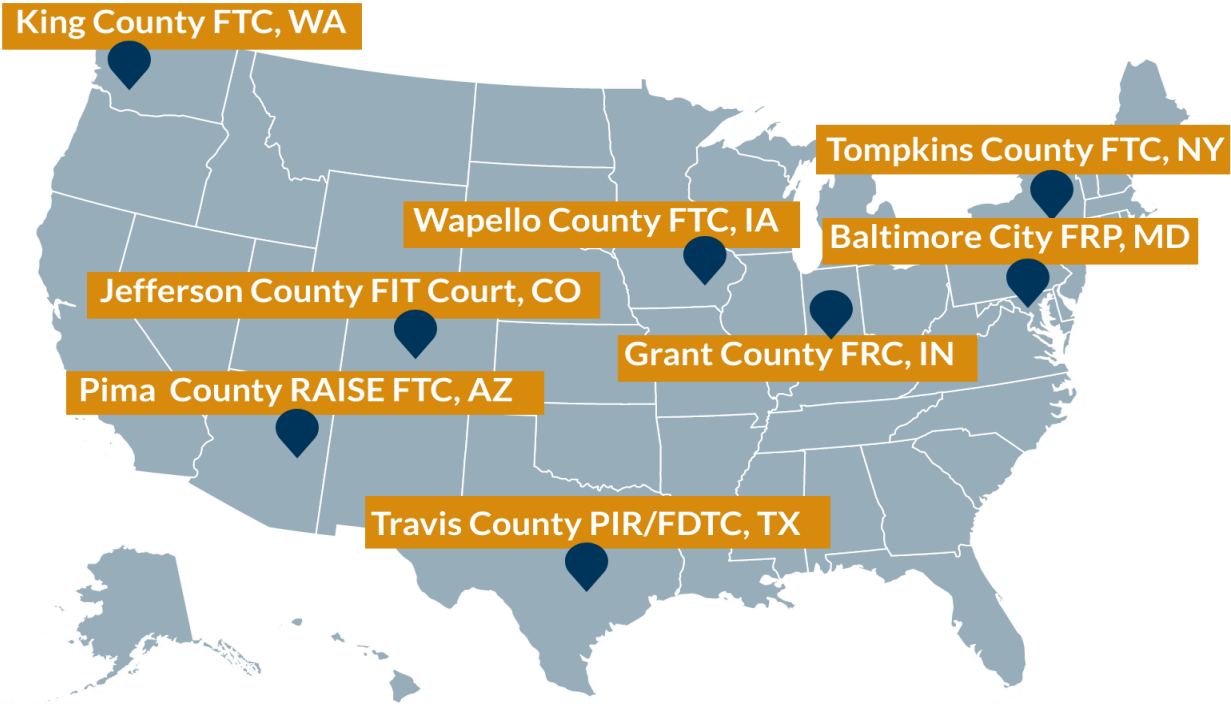 King County FTC, WA
Tompkins County FTC, NY
Wapello County FTC, IA
Baltimore City FRP, MD
Jefferson County FIT Court, CO
Grant County FRC, IN
Pima County RAISE FTC, AZ
Travis County PIR/FDTC, TX